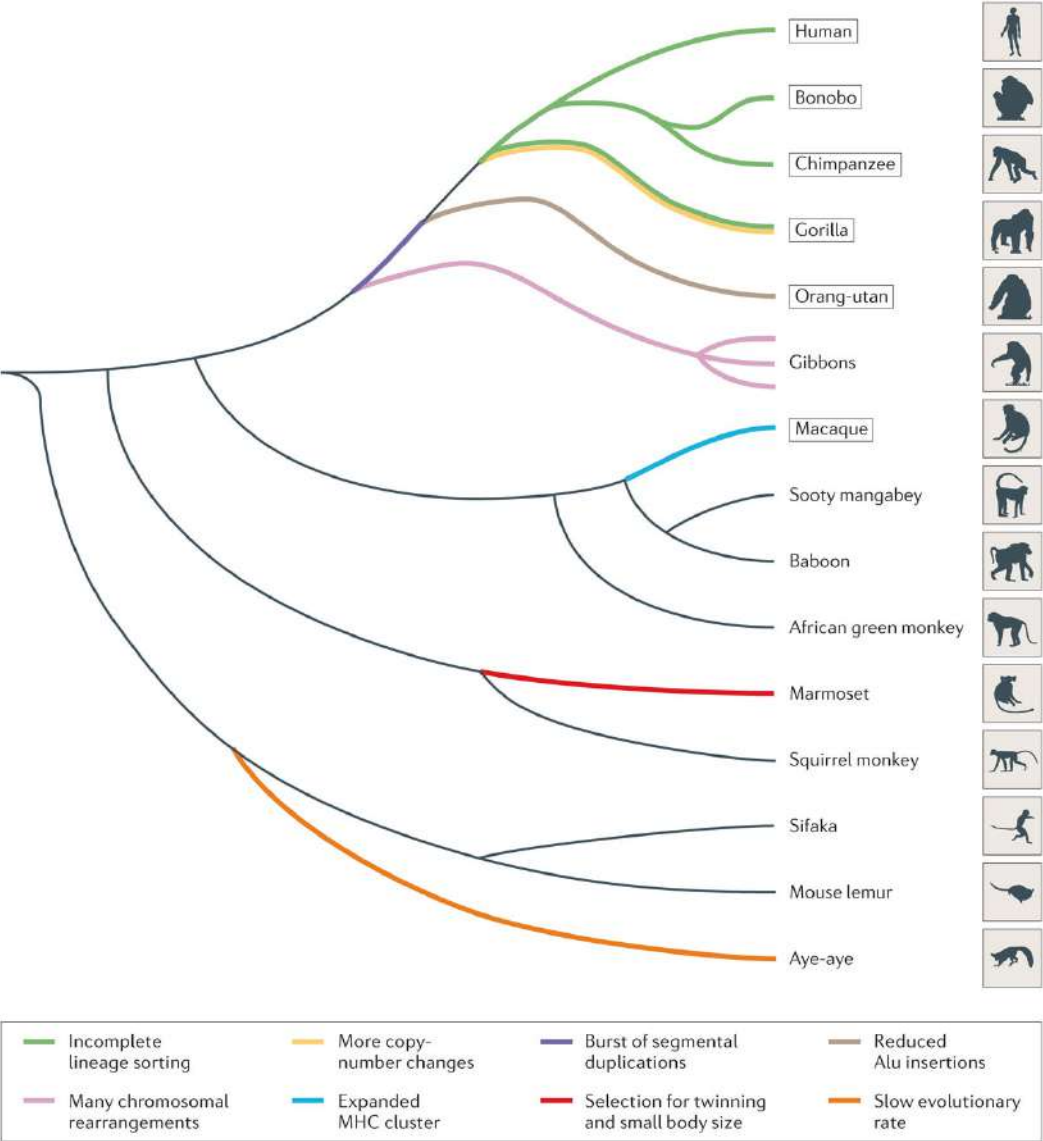 Human
Bonobo
Chimpanzee
Gorilla
Orang-utan
Gibbons
Macaque
Sooty mangabey
Baboon
African green monkey
Marmoset
Squirrel monkey
Sifaka
Mouse lemur
Aye-aye
Incomplete
lineage sorting
More copy-
number changes
Burst of segmental
duplications
Reduced
Alu insertions
Many chromosomal
rearrangements
Expanded
MHC cluster
Selection for twinning
and small body size
Slow evolutionary
rate